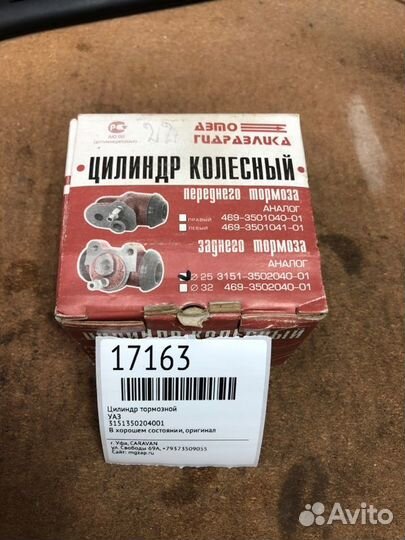 АВТО
ГИДРАВЛИКА
ЦИЛИНДР КОЛЕСНЫЙ
переднего тормоза
АНАЛОГ
ПРАВЫЙ 469-3501040-01
ЛЕВЫЙ 469-3501041-01
заднего тормоза
АНАЛОГ
Ø 25 3151-3502040-01
Ø 32 469-3502040-01
ЦИЛИНДР КОЛЕСНЫЙ
17163
Цилиндр тормозной
УАЗ
3151350204001
В хорошем состоянии, оригинал
г. Уфа, CARAVAN
ул. Свободы 69А, +79373509055
Сайт: mgzap.ru
Avito